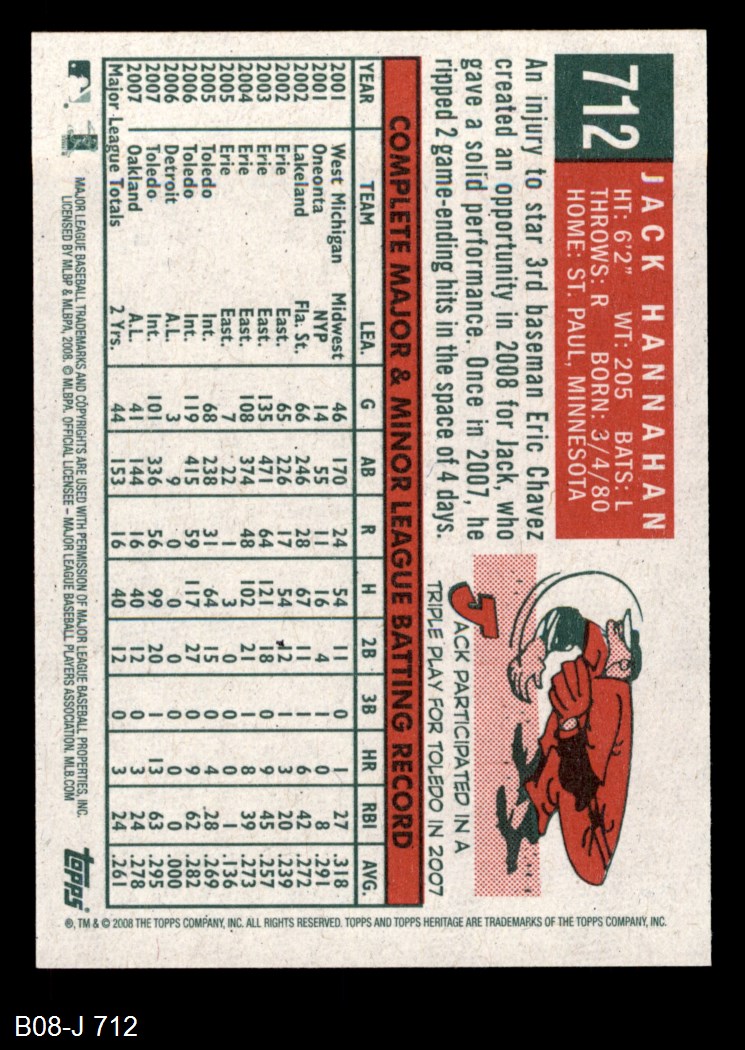 712
JACK HANNAHAN
HT: 6'2" WT: 205 BATS: L
THROWS: R BORN: 3/4/80
HOME: ST. PAUL, MINNESOTA
An injury to star 3rd baseman Eric Chavez
created an opportunity in 2008 for Jack, who
gave a solid performance. Once in 2007, he
ripped 2 game-ending hits in the space of 4 days.
JACK PARTICIPATED IN A
TRIPLE PLAY FOR TOLEDO IN 2007
COMPLETE MAJOR & MINOR LEAGUE BATTING RECORD
YEAR TEAM LEA. G AB R H 2B 3B HR RBI AVG.
2001 West Michigan Midwest 46 170 24 54 11 0 1 27 .318
2001 Oneonta NYP 14 55 11 16 4 1 0 8 .291
2002 Lakeland Fla. St. 66 246 28 67 11 1 6 42 .272
2002 Erie East. 65 226 17 54 12 1 3 20 .239
2003 Erie East. 135 471 64 121 18 0 9 45 .257
2004 Erie East. 108 374 48 102 21 1 8 39 .273
2005 Erie East. 7 22 1 3 0 0 0 1 .136
2005 Toledo Int. 68 238 31 64 15 1 4 28 .269
2006 Toledo Int. 119 415 59 117 27 0 9 62 .282
2006 Detroit A.L. 3 9 0 0 0 0 0 0 .000
2007 Toledo Int. 101 336 56 99 20 1 13 63 .295
2007 Oakland A.L. 41 144 16 40 12 0 3 24 .278
Major League Totals 2 Yrs. 44 153 16 40 12 0 3 24 .261
MAJOR LEAGUE BASEBALL TRADEMARKS AND COPYRIGHTS ARE USED WITH PERMISSION OF MAJOR LEAGUE BASEBALL PROPERTIES, INC.
LICENSED BY MLBP & MLBPA, 2008. © MLBPA. OFFICIAL LICENSEE – MAJOR LEAGUE BASEBALL PLAYERS ASSOCIATION. MLB.COM
topps®
®, TM & © 2008 THE TOPPS COMPANY, INC. ALL RIGHTS RESERVED. TOPPS AND TOPPS HERITAGE ARE TRADEMARKS OF THE TOPPS COMPANY, INC.
B08-J 712